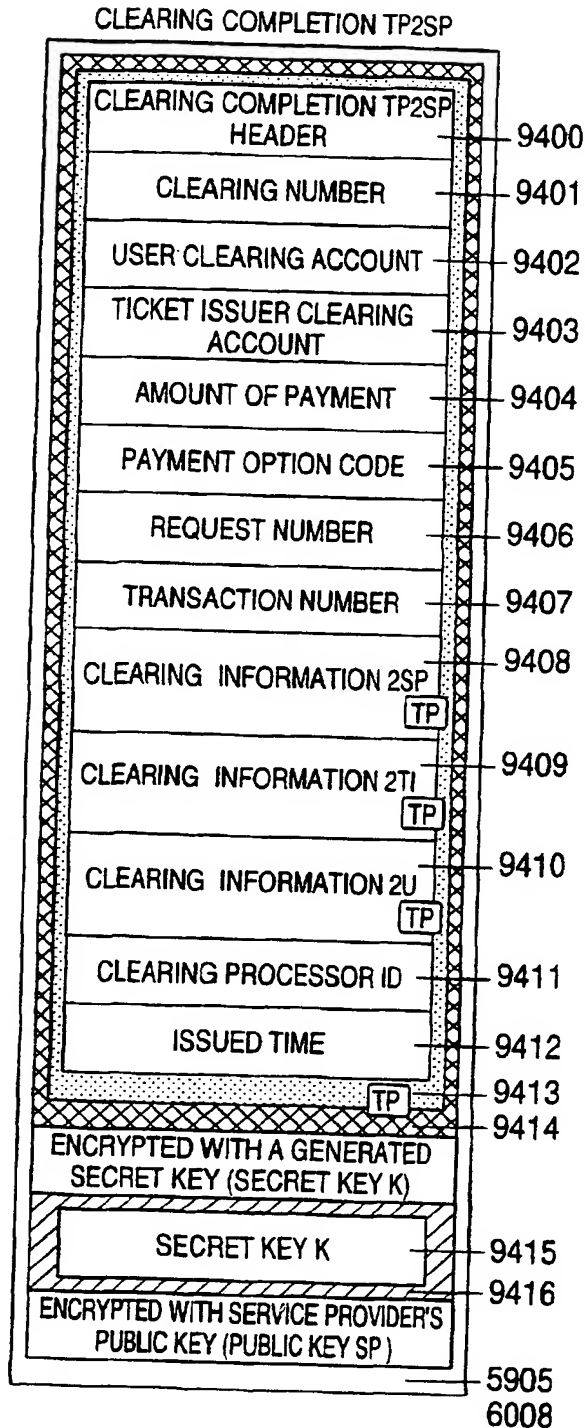 CLEARING COMPLETION TP2SP
CLEARING COMPLETION TP2SP
HEADER
9400
CLEARING NUMBER
9401
USER CLEARING ACCOUNT
9402
TICKET ISSUER CLEARING
ACCOUNT
9403
AMOUNT OF PAYMENT
9404
PAYMENT OPTION CODE
9405
REQUEST NUMBER
9406
TRANSACTION NUMBER
9407
CLEARING INFORMATION 2SP
9408
TP
CLEARING INFORMATION 2TI
9409
TP
CLEARING INFORMATION 2U
9410
TP
CLEARING PROCESSOR ID
9411
ISSUED TIME
9412
TP
9413
9414
ENCRYPTED WITH A GENERATED
SECRET KEY (SECRET KEY K)
SECRET KEY K
9415
9416
ENCRYPTED WITH SERVICE PROVIDER'S
PUBLIC KEY (PUBLIC KEY SP)
5905
6008